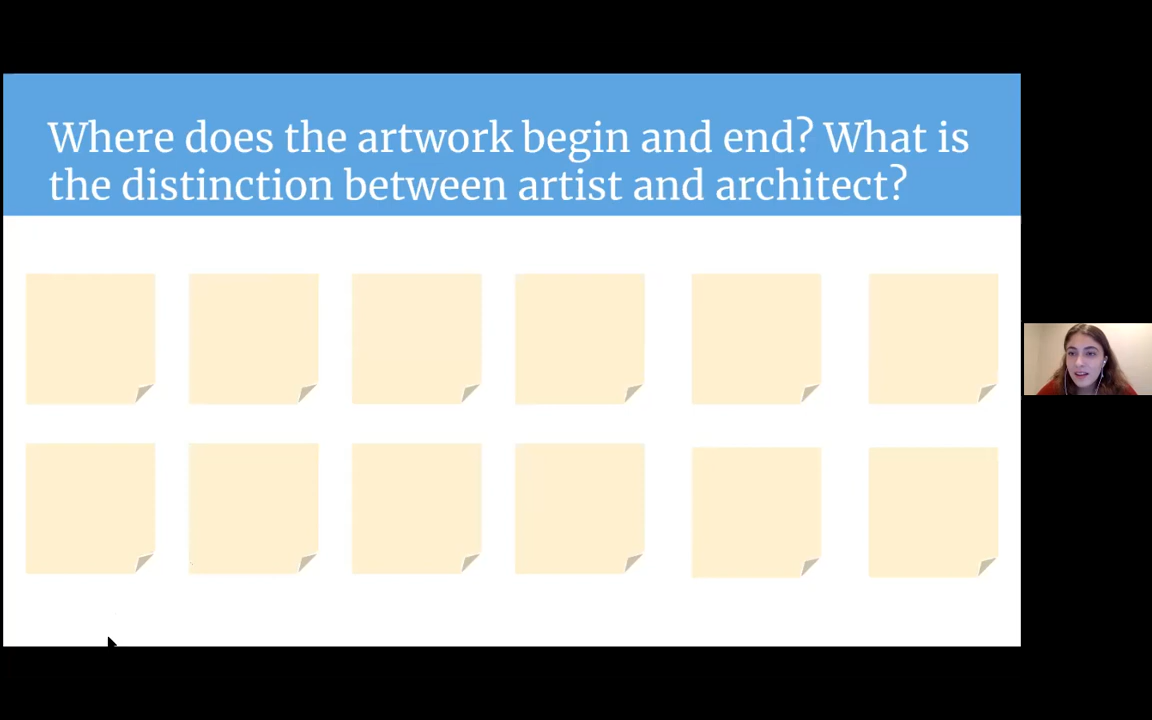 Where does the artwork begin and end? What is
the distinction between artist and architect?